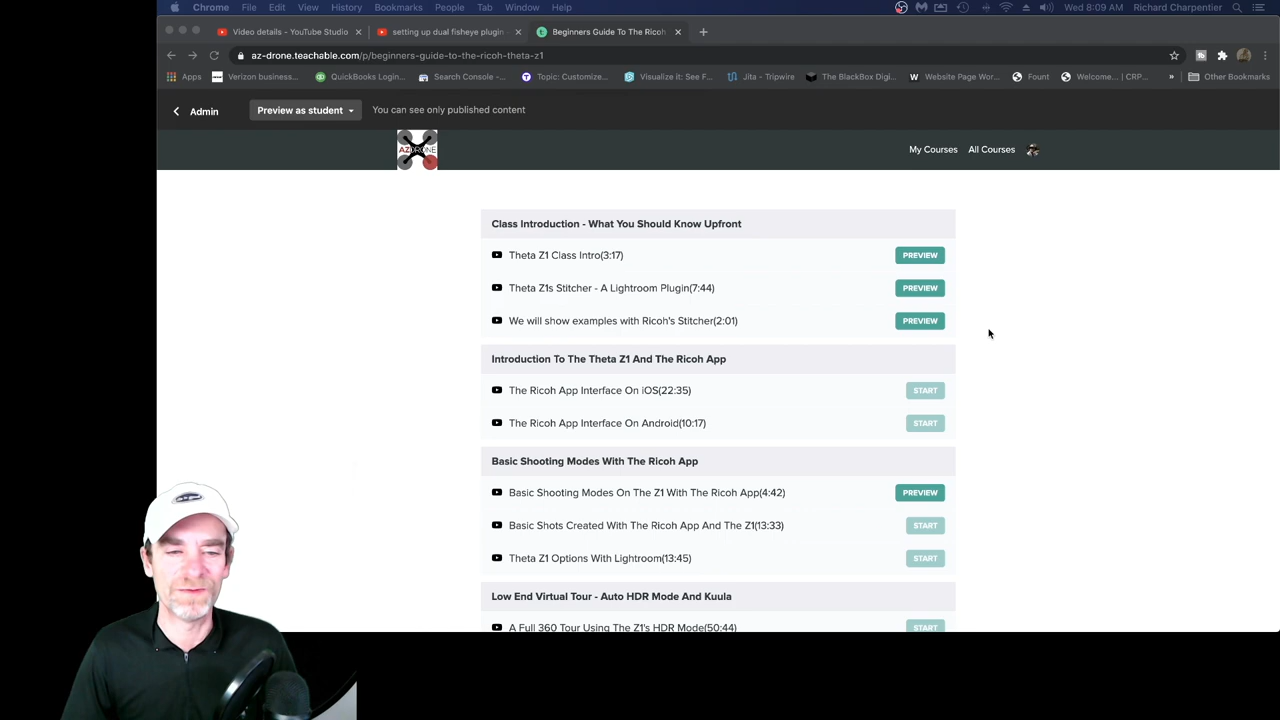 Chrome File Edit View History Bookmarks People Tab Window Help Wed 8:09 AM Richard Charpentier
Video details - YouTube Studio setting up dual fisheye plugin Beginners Guide To The Ricoh
az-drone.teachable.com/p/beginners-guide-to-the-ricoh-theta-z1
Apps Verizon business... QuickBooks Login... Search Console -... Topic: Customize... Visualize it: See F... Jita - Tripwire The BlackBox Digi... Website Page Wor... Fount Welcome... | CRP... » Other Bookmarks
Admin Preview as student You can see only published content
AZDRONE My Courses All Courses
Class Introduction - What You Should Know Upfront
Theta Z1 Class Intro(3:17) PREVIEW
Theta Z1s Stitcher - A Lightroom Plugin(7:44) PREVIEW
We will show examples with Ricoh's Stitcher(2:01) PREVIEW
Introduction To The Theta Z1 And The Ricoh App
The Ricoh App Interface On iOS(22:35) START
The Ricoh App Interface On Android(10:17) START
Basic Shooting Modes With The Ricoh App
Basic Shooting Modes On The Z1 With The Ricoh App(4:42) PREVIEW
Basic Shots Created With The Ricoh App And The Z1(13:33) START
Theta Z1 Options With Lightroom(13:45) START
Low End Virtual Tour - Auto HDR Mode And Kuula
A Full 360 Tour Using The Z1's HDR Mode(50:44) START